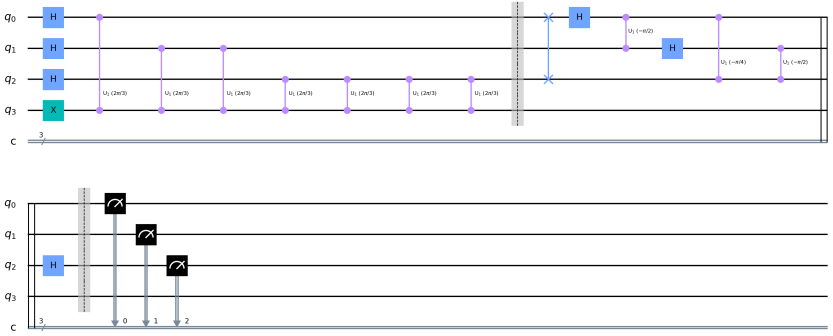 q0 H H
U1 (−π/2)
q1 H H
U1 (−π/4) U1 (−π/2)
q2 H
U1 (2π/3) U1 (2π/3) U1 (2π/3) U1 (2π/3) U1 (2π/3) U1 (2π/3) U1 (2π/3)
q3 X
3
c
q0
q1
q2 H
q3
3 0 1 2
c